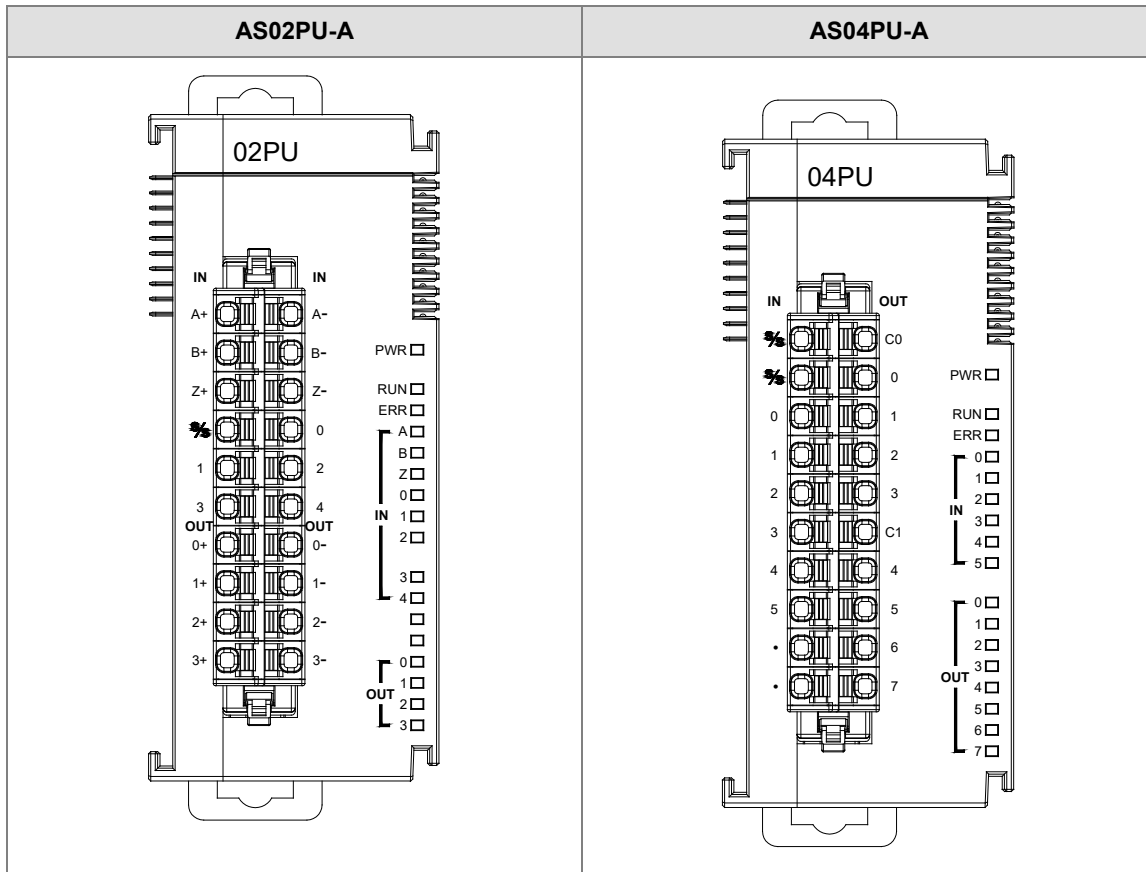 AS02PU-A
AS04PU-A
02PU
IN IN
A+ A-
B+ B-
Z+ Z-
S/S 0
1 2
3 4
OUT OUT
0+ 0-
1+ 1-
2+ 2-
3+ 3-
PWR
RUN
ERR
A
B
Z
0
1
2
3
4
IN
0
1
2
3
OUT
04PU
IN OUT
S/S C0
S/S 0
0 1
1 2
2 3
3 C1
4 4
5 5
• 6
• 7
PWR
RUN
ERR
0
1
2
3
4
5
IN
0
1
2
3
4
5
6
7
OUT